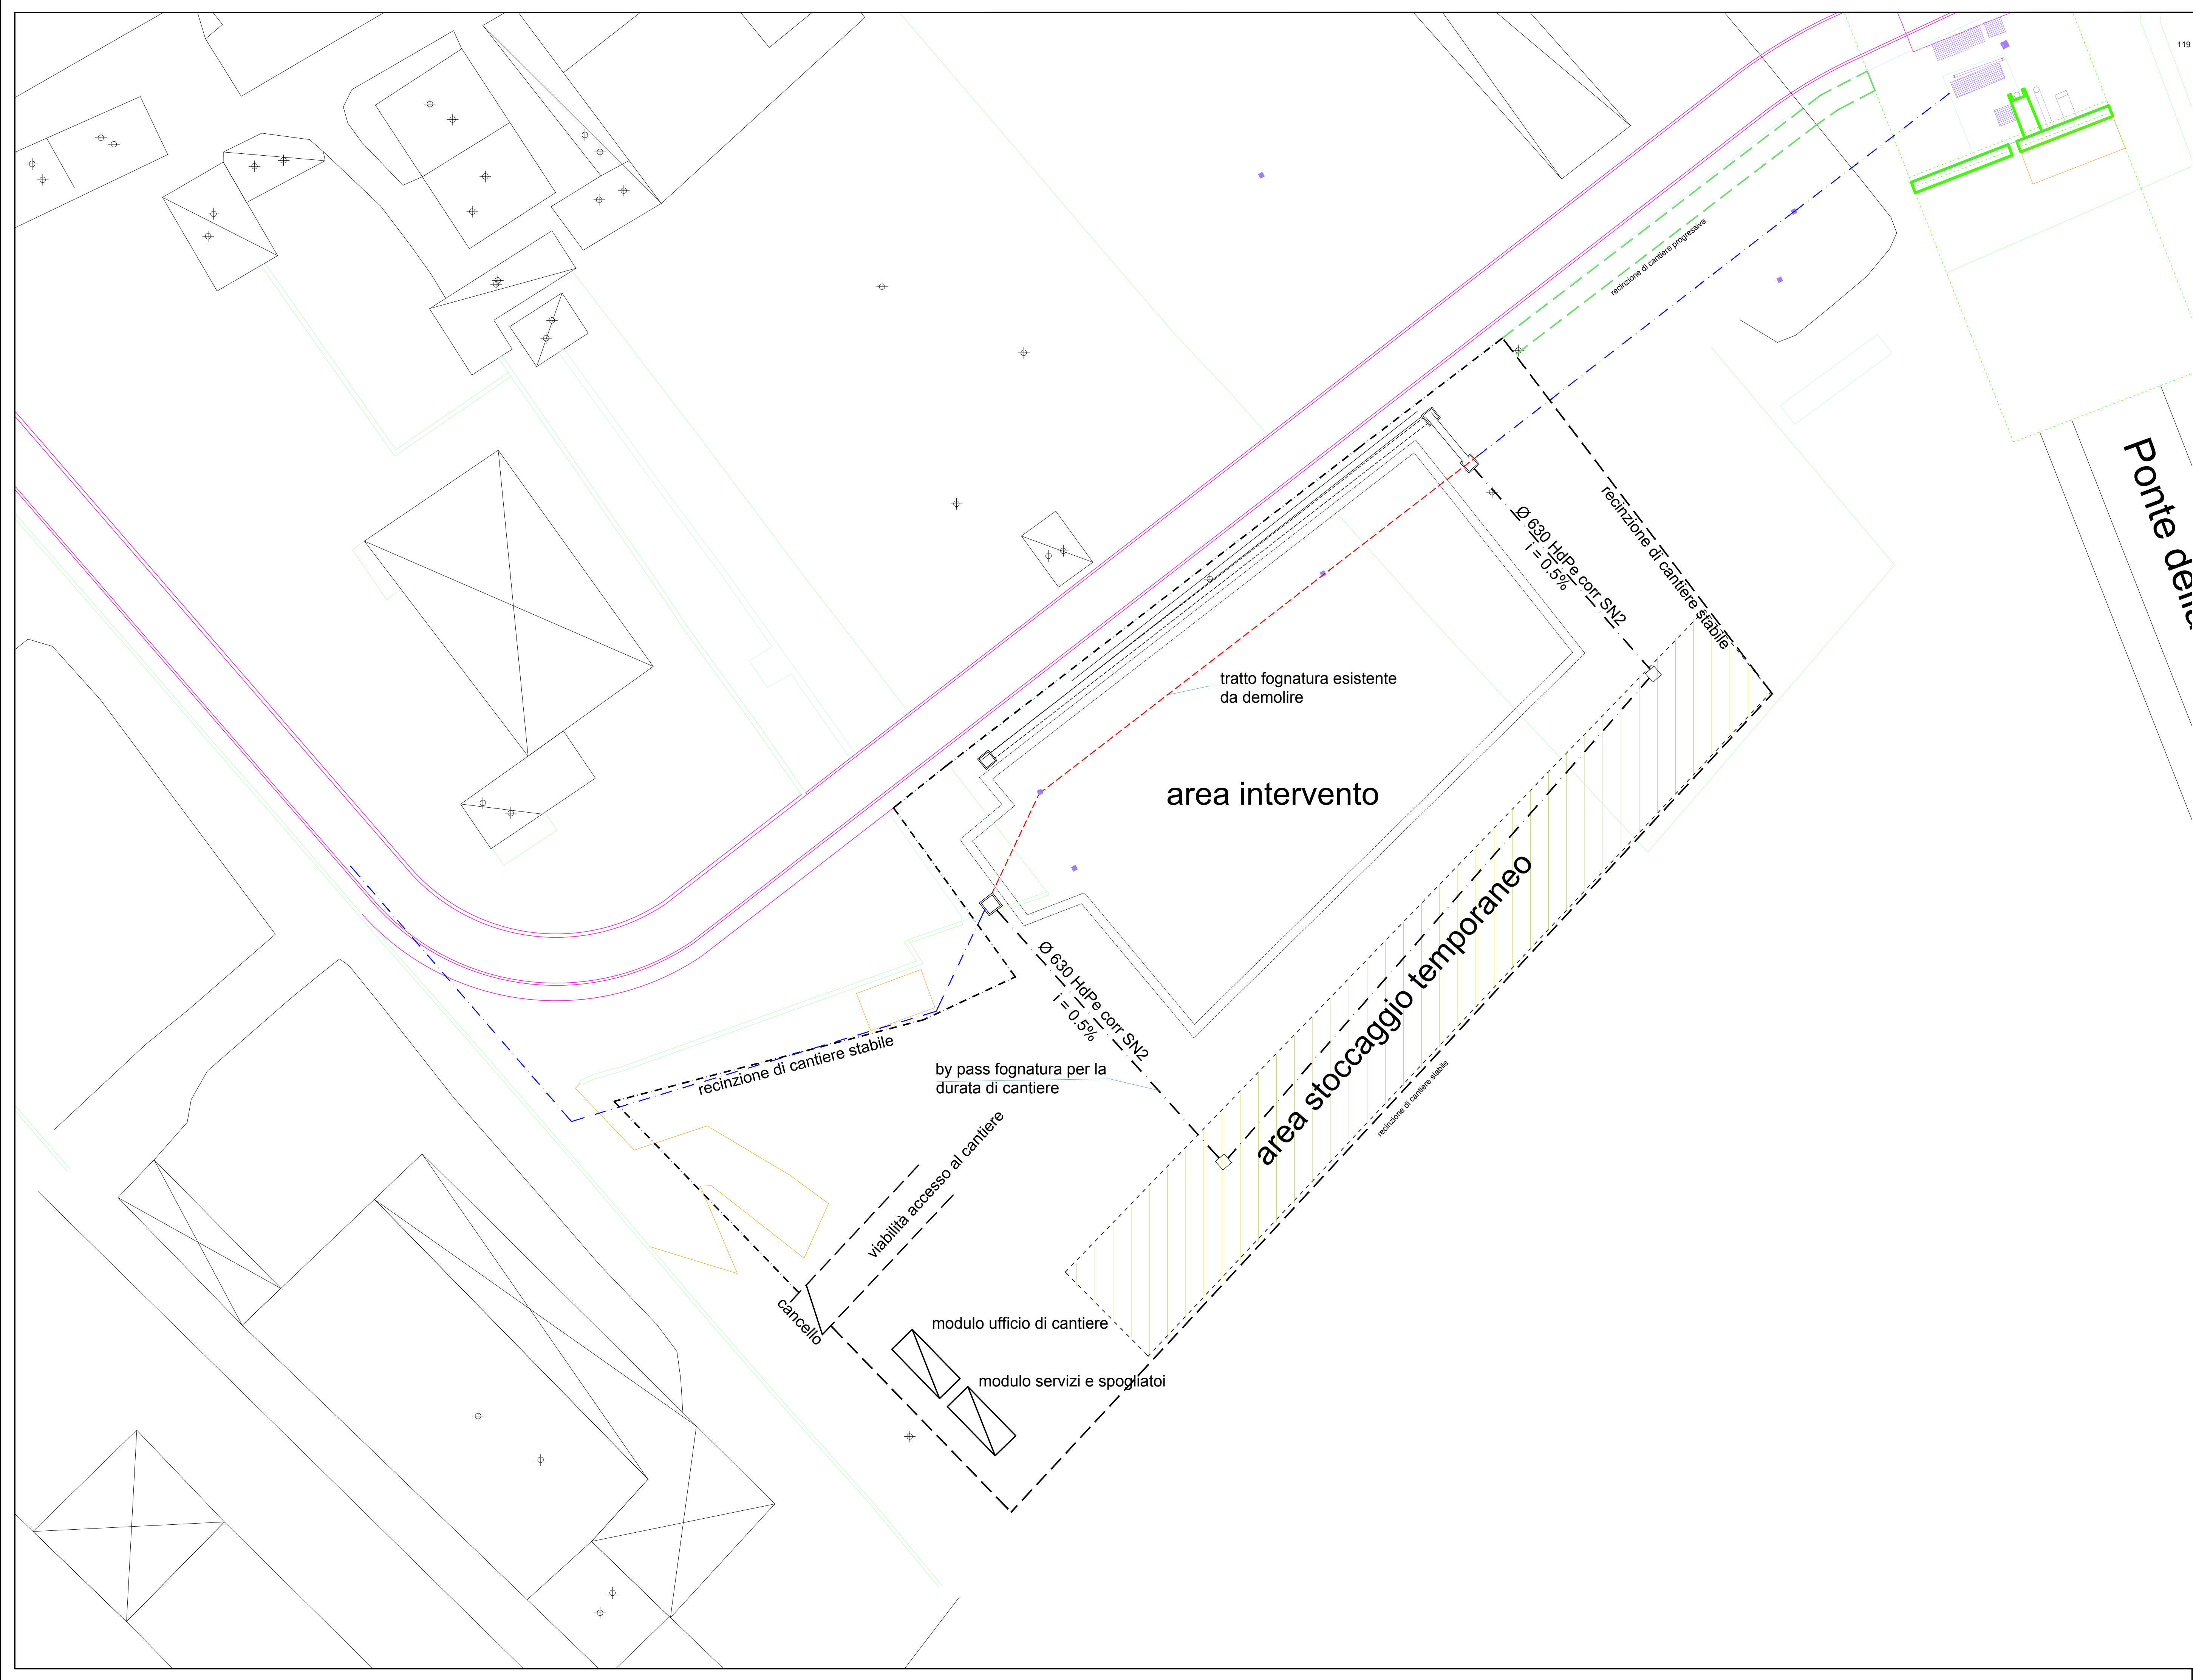 119
recinzione di cantiere progressiva
Ponte della
recinzione di cantiere stabile
Ø 630 HdPe corr SN2
i = 0.5%
tratto fognatura esistente
da demolire
area intervento
area stoccaggio temporaneo
Ø 630 HdPe corr SN2
i = 0.5%
recinzione di cantiere stabile
by pass fognatura per la
durata di cantiere
recinzione di cantiere stabile
viabilità accesso al cantiere
cancello
modulo ufficio di cantiere
modulo servizi e spogliatoi